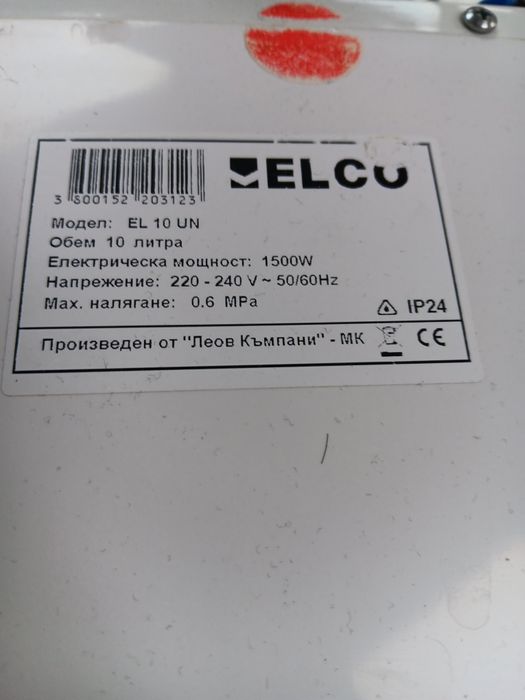 ELCO
3 800152 203123
Модел: EL 10 UN
Обем 10 литра
Електрическа мощност: 1500W
Напрежение: 220 - 240 V ~ 50/60Hz
Мах. налягане: 0.6 MPa
IP24
Произведен от "Леов Къмпани" - МК
CE